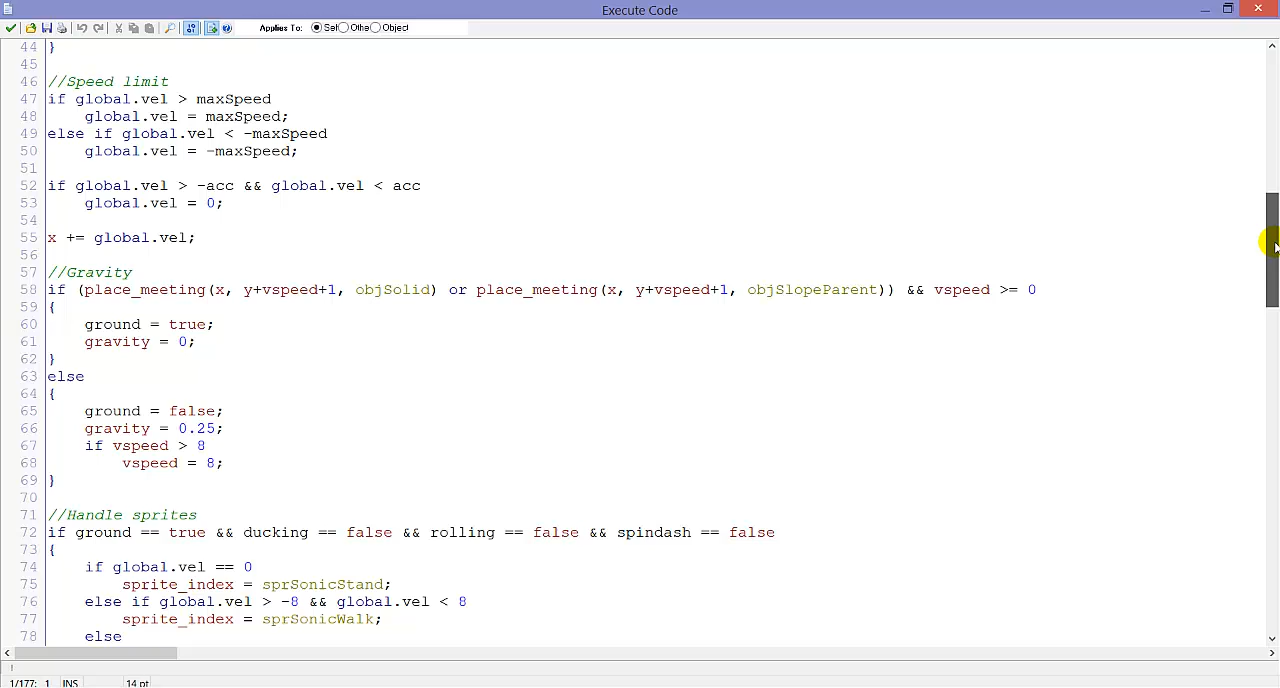 Execute Code
Applies To: Self Othe Object
44 }
45
46 //Speed limit
47 if global.vel > maxSpeed
48 global.vel = maxSpeed;
49 else if global.vel < -maxSpeed
50 global.vel = -maxSpeed;
51
52 if global.vel > -acc && global.vel < acc
53 global.vel = 0;
54
55 x += global.vel;
56
57 //Gravity
58 if (place_meeting(x, y+vspeed+1, objSolid) or place_meeting(x, y+vspeed+1, objSlopeParent)) && vspeed >= 0
59 {
60 ground = true;
61 gravity = 0;
62 }
63 else
64 {
65 ground = false;
66 gravity = 0.25;
67 if vspeed > 8
68 vspeed = 8;
69 }
70
71 //Handle sprites
72 if ground == true && ducking == false && rolling == false && spindash == false
73 {
74 if global.vel == 0
75 sprite_index = sprSonicStand;
76 else if global.vel > -8 && global.vel < 8
77 sprite_index = sprSonicWalk;
78 else
1/177: 1 INS 14 pt